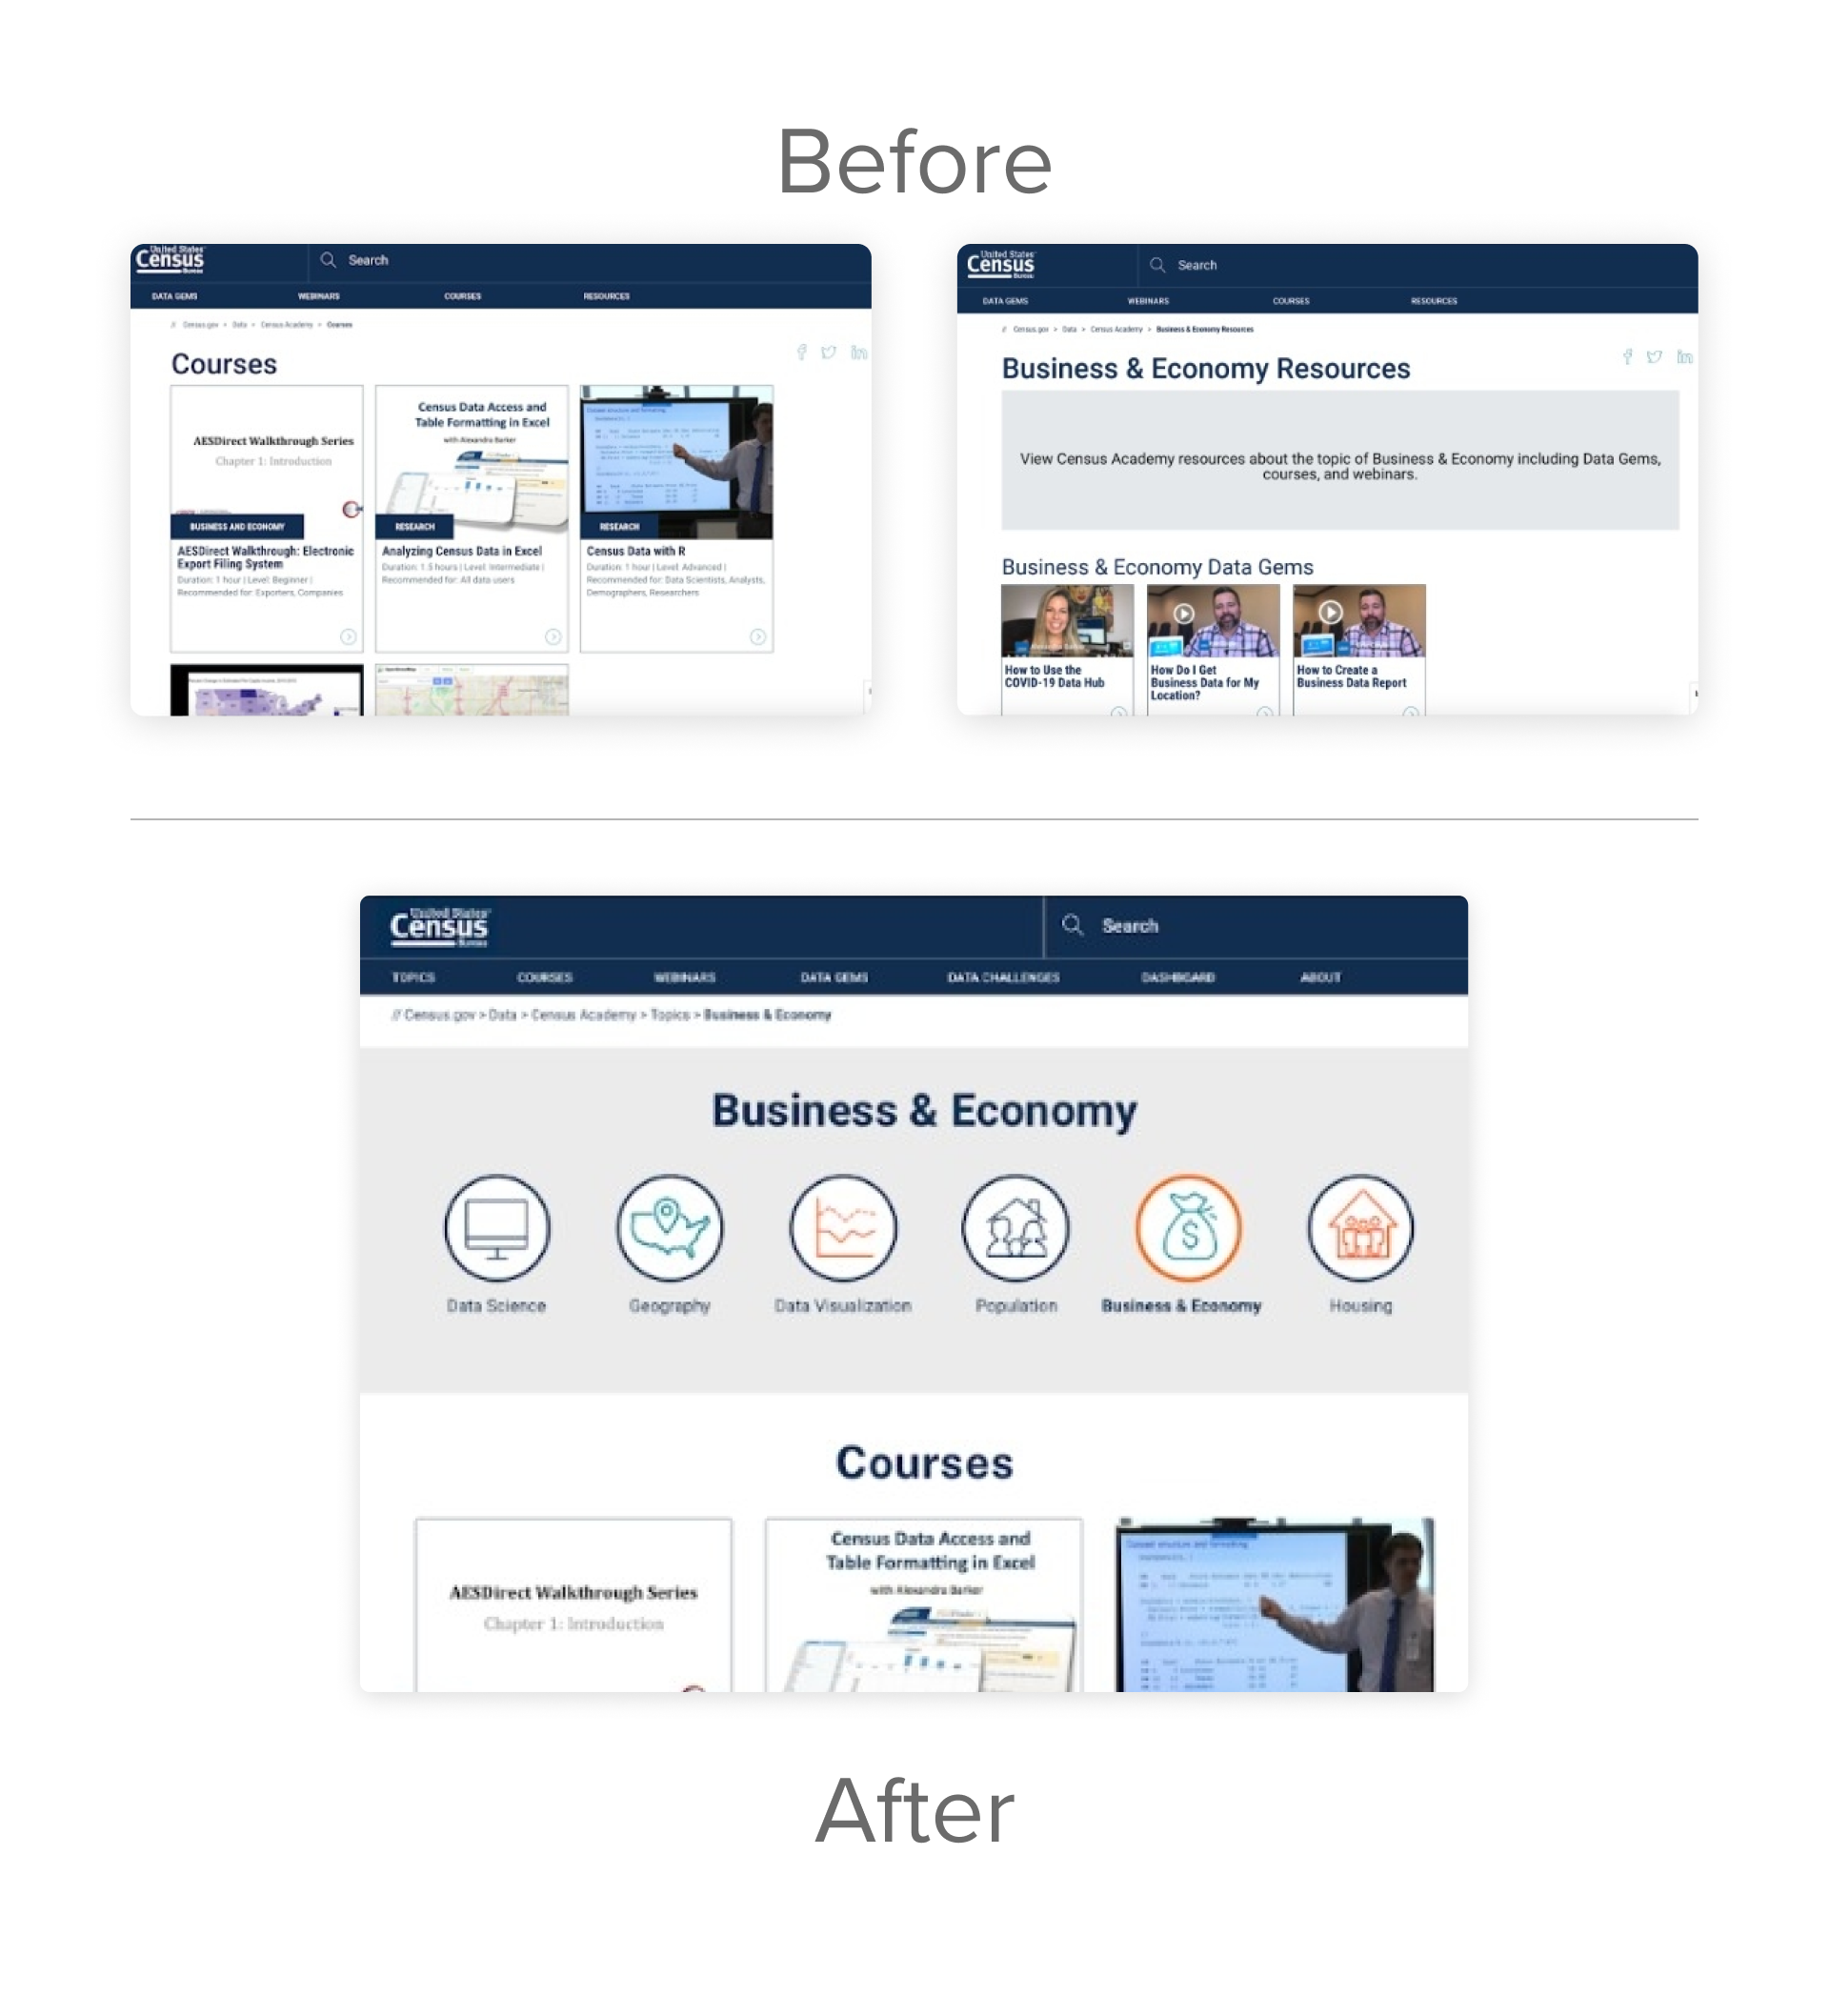 Before
United States
Census
Bureau
Search
DATA GEMS
WEBINARS
COURSES
RESOURCES
// Census.gov > Data > Census Academy > Courses
Courses
AESDirect Walkthrough Series
Chapter 1: Introduction
BUSINESS AND ECONOMY
AESDirect Walkthrough: Electronic
Export Filing System
Duration: 1 hour | Level: Beginner |
Recommended for: Exporters, Companies
Census Data Access and
Table Formatting in Excel
with Alexandra Barker
RESEARCH
Analyzing Census Data in Excel
Duration: 1.5 hours | Level: Intermediate |
Recommended for: All data users
RESEARCH
Census Data with R
Duration: 1 hour | Level: Advanced |
Recommended for: Data Scientists, Analysts,
Demographers, Researchers
United States
Census
Bureau
Search
DATA GEMS
WEBINARS
COURSES
RESOURCES
// Census.gov > Data > Census Academy > Business & Economy Resources
Business & Economy Resources
View Census Academy resources about the topic of Business & Economy including Data Gems,
courses, and webinars.
Business & Economy Data Gems
How to Use the
COVID-19 Data Hub
How Do I Get
Business Data for My
Location?
How to Create a
Business Data Report
United States
Census
Bureau
Search
TOPICS
COURSES
WEBINARS
DATA GEMS
DATA CHALLENGES
DASHBOARD
ABOUT
// Census.gov > Data > Census Academy > Topics > Business & Economy
Business & Economy
Data Science
Geography
Data Visualization
Population
Business & Economy
Housing
Courses
AESDirect Walkthrough Series
Chapter 1: Introduction
Census Data Access and
Table Formatting in Excel
with Alexandra Barker
After